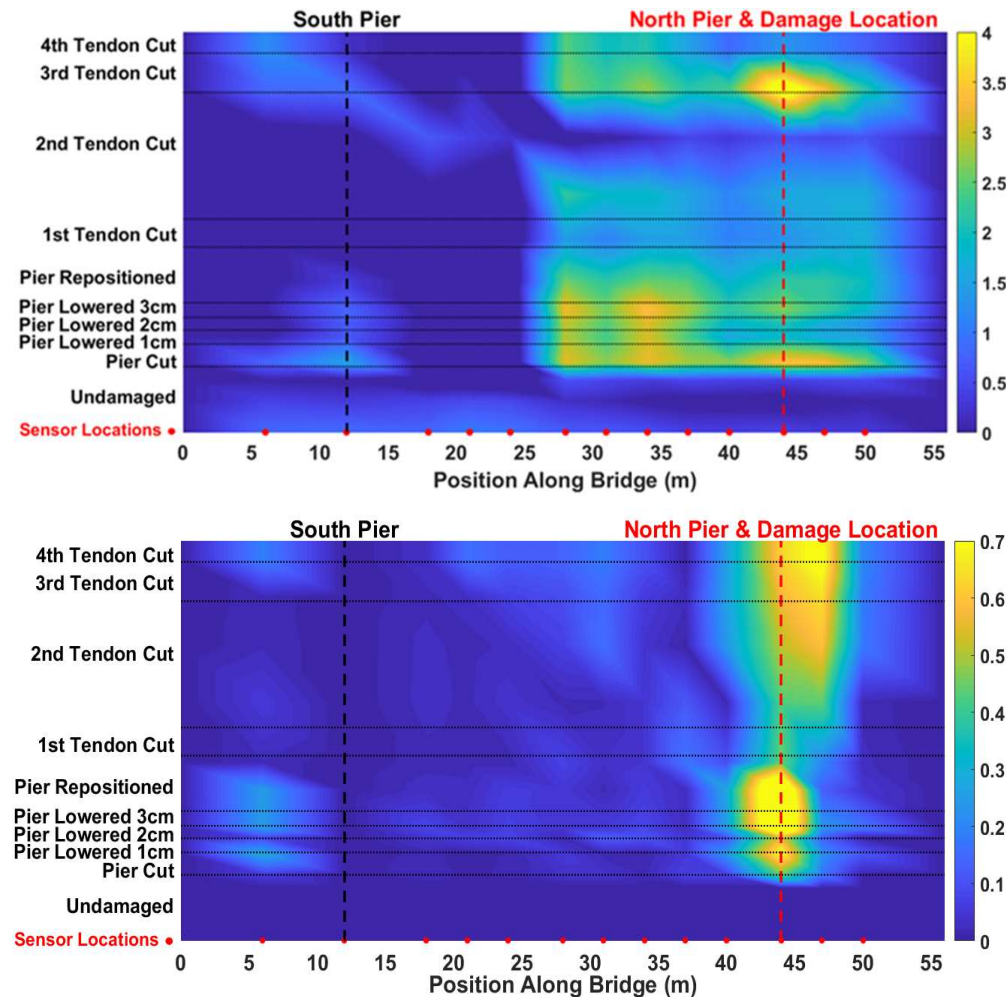 South Pier
North Pier & Damage Location
4th Tendon Cut
3rd Tendon Cut
2nd Tendon Cut
1st Tendon Cut
Pier Repositioned
Pier Lowered 3cm
Pier Lowered 2cm
Pier Lowered 1cm
Pier Cut
Undamaged
Sensor Locations
4
3.5
3
2.5
2
1.5
1
0.5
0
0 5 10 15 20 25 30 35 40 45 50 55
Position Along Bridge (m)
South Pier
North Pier & Damage Location
4th Tendon Cut
3rd Tendon Cut
2nd Tendon Cut
1st Tendon Cut
Pier Repositioned
Pier Lowered 3cm
Pier Lowered 2cm
Pier Lowered 1cm
Pier Cut
Undamaged
Sensor Locations
0.7
0.6
0.5
0.4
0.3
0.2
0.1
0
0 5 10 15 20 25 30 35 40 45 50 55
Position Along Bridge (m)